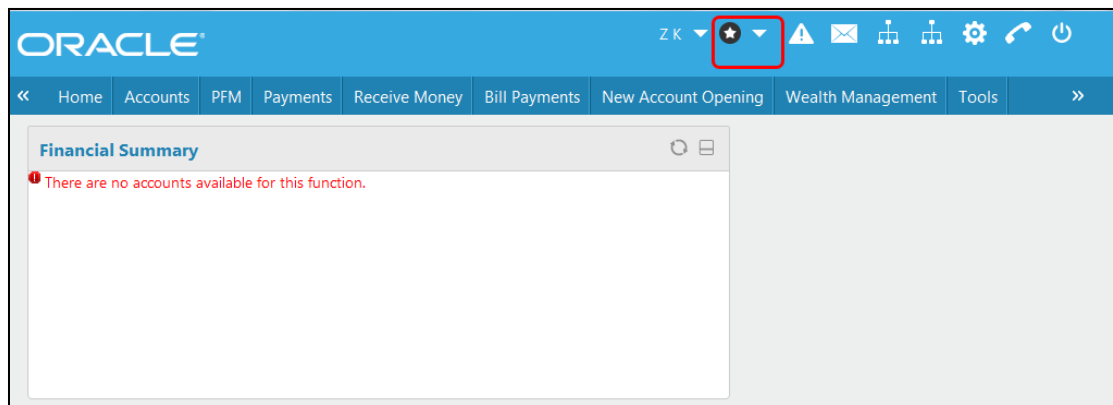 ORACLE
Z K
Home Accounts PFM Payments Receive Money Bill Payments New Account Opening Wealth Management Tools
Financial Summary
There are no accounts available for this function.